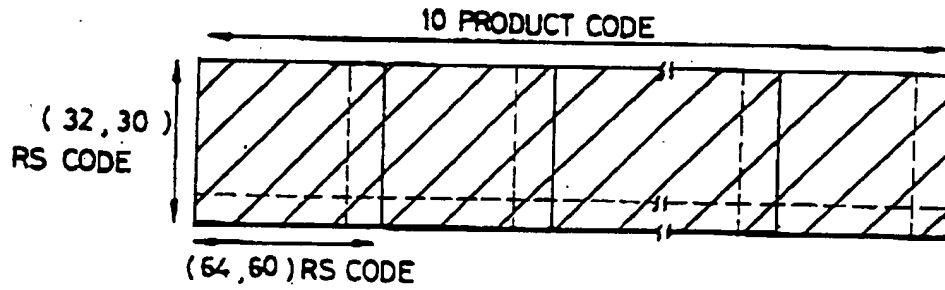 10 PRODUCT CODE
(32,30)
RS CODE
(64,60) RS CODE